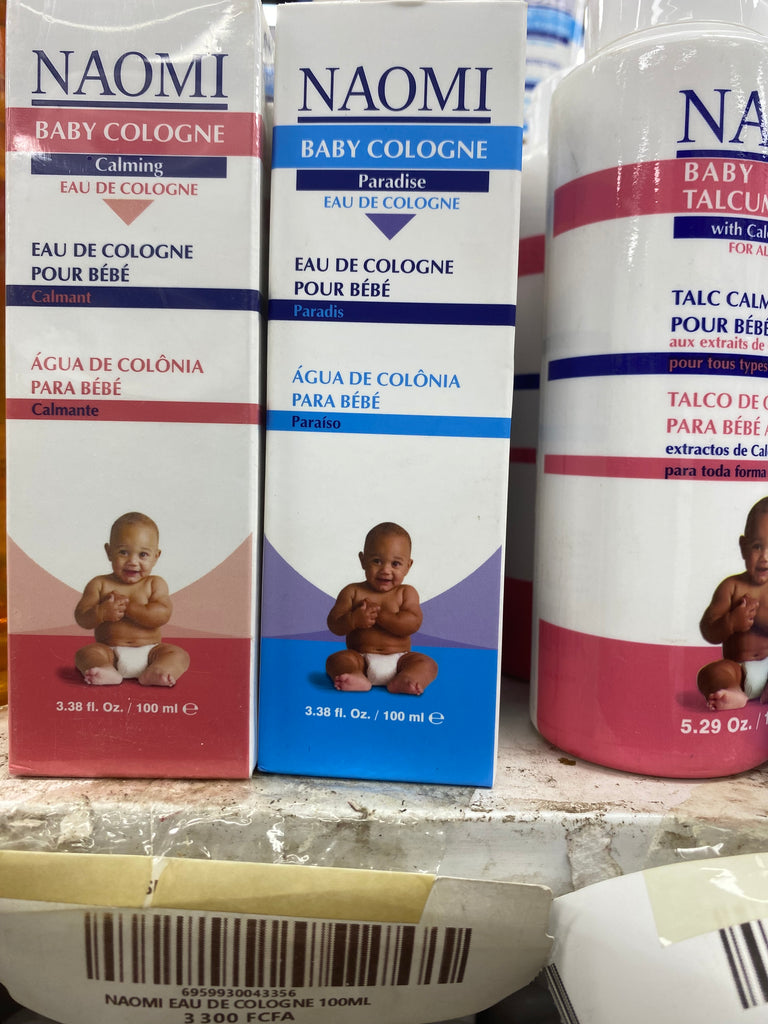 NAOMI
BABY COLOGNE
Calming
EAU DE COLOGNE
EAU DE COLOGNE
POUR BÉBÉ
Calmant
ÁGUA DE COLÔNIA
PARA BÉBÉ
Calmante
3.38 fl. Oz. / 100 ml ℮
NAOMI
BABY COLOGNE
Paradise
EAU DE COLOGNE
EAU DE COLOGNE
POUR BÉBÉ
Paradis
ÁGUA DE COLÔNIA
PARA BÉBÉ
Paraíso
3.38 fl. Oz. / 100 ml ℮
NA
BABY
TALCUM
with Cal
FOR AL
TALC CALM
POUR BÉBÉ
aux extraits de
pour tous types
TALCO DE
PARA BÉBÉ
extractos de Cal
para toda forma
5.29 Oz. /
6959930043356
NAOMI EAU DE COLOGNE 100ML
3 300 FCFA